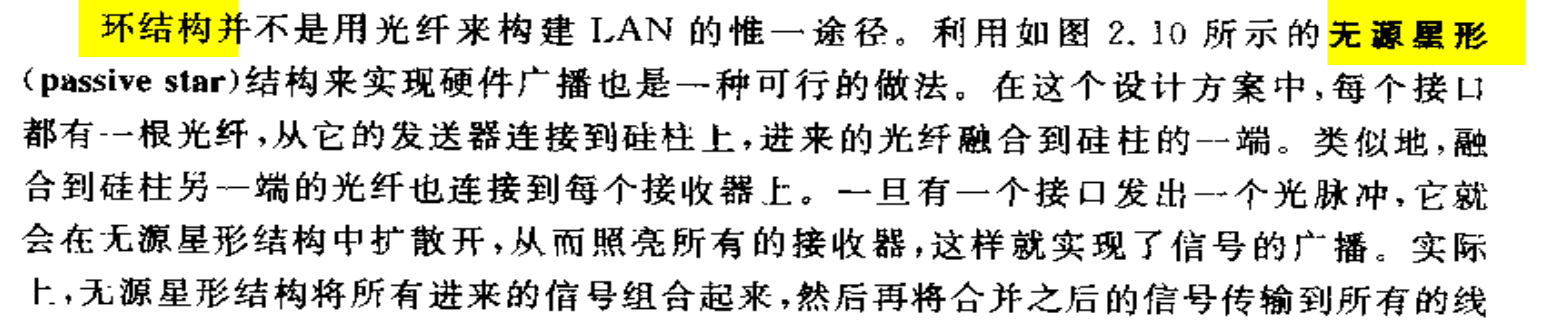 环结构并不是用光纤来构建 LAN 的惟一途径。利用如图 2.10 所示的无源星形
(passive star)结构来实现硬件广播也是一种可行的做法。在这个设计方案中,每个接口
都有一根光纤,从它的发送器连接到硅柱上,进来的光纤融合到硅柱的一端。类似地,融
合到硅柱另一端的光纤也连接到每个接收器上。一旦有一个接口发出一个光脉冲,它就
会在无源星形结构中扩散开,从而照亮所有的接收器,这样就实现了信号的广播。实际
上,无源星形结构将所有进来的信号组合起来,然后再将合并之后的信号传输到所有的线